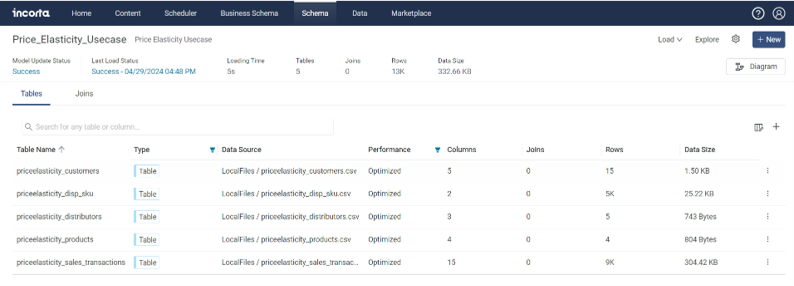 incorta Home Content Scheduler Business Schema Schema Data Marketplace
Price_Elasticity_Usecase Price Elasticity Usecase Load Explore + New
Model Update Status Last Load Status Loading Time Tables Joins Rows Data Size
Success Success - 04/29/2024 04:48 PM 5s 5 0 13K 332.66 KB Diagram
Tables Joins
Search for any table or column...
Table Name Type Data Source Performance Columns Joins Rows Data Size
priceelasticity_customers Table LocalFiles / priceelasticity_customers.csv Optimized 5 0 15 1.50 KB
priceelasticity_disp_sku Table LocalFiles / priceelasticity_disp_sku.csv Optimized 2 0 5K 25.22 KB
priceelasticity_distributors Table LocalFiles / priceelasticity_distributors.csv Optimized 3 0 5 743 Bytes
priceelasticity_products Table LocalFiles / priceelasticity_products.csv Optimized 4 0 4 804 Bytes
priceelasticity_sales_transactions Table LocalFiles / priceelasticity_sales_transac... Optimized 15 0 9K 304.42 KB